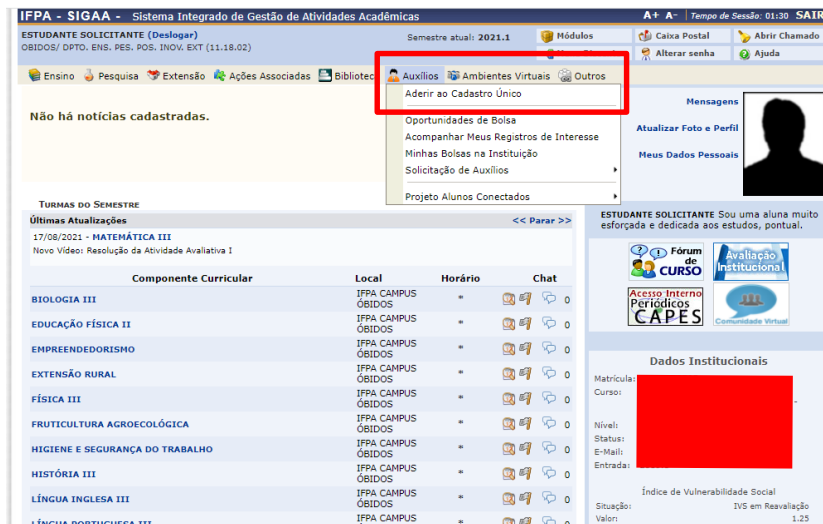 IFPA - SIGAA - Sistema Integrado de Gestão de Atividades Acadêmicas
A+ A- | Tempo de Sessão: 01:30 SAIR
ESTUDANTE SOLICITANTE (Deslogar)
OBIDOS/ DPTO. ENS. PES. POS. INOV. EXT (11.18.02)
Semestre atual: 2021.1
Módulos
Caixa Postal
Abrir Chamado
Alterar senha
Ajuda
Ensino Pesquisa Extensão Ações Associadas Bibliotec Auxílios Ambientes Virtuais Outros
Aderir ao Cadastro Único
Oportunidades de Bolsa
Acompanhar Meus Registros de Interesse
Minhas Bolsas na Instituição
Solicitação de Auxílios
Projeto Alunos Conectados
Não há notícias cadastradas.
Mensagens
Atualizar Foto e Perfil
Meus Dados Pessoais
TURMAS DO SEMESTRE
Últimas Atualizações
<< Parar >>
17/08/2021 - MATEMÁTICA III
Novo Vídeo: Resolução da Atividade Avaliativa I
Componente Curricular Local Horário Chat
BIOLOGIA III IFPA CAMPUS ÓBIDOS * 0
EDUCAÇÃO FÍSICA II IFPA CAMPUS ÓBIDOS * 0
EMPREENDEDORISMO IFPA CAMPUS ÓBIDOS * 0
EXTENSÃO RURAL IFPA CAMPUS ÓBIDOS * 0
FÍSICA III IFPA CAMPUS ÓBIDOS * 0
FRUTICULTURA AGROECOLÓGICA IFPA CAMPUS ÓBIDOS * 0
HIGIENE E SEGURANÇA DO TRABALHO IFPA CAMPUS ÓBIDOS * 0
HISTÓRIA III IFPA CAMPUS ÓBIDOS * 0
LÍNGUA INGLESA III IFPA CAMPUS ÓBIDOS * 0
LÍNGUA PORTUGUESA III IFPA CAMPUS * 0
ESTUDANTE SOLICITANTE Sou uma aluna muito
esforçada e dedicada aos estudos, pontual.
Fórum de CURSO
Avaliação Institucional
Acesso Interno Periódicos CAPES
Comunidade Virtual
Dados Institucionais
Matrícula:
Curso:
Nível:
Status:
E-Mail:
Entrada:
Índice de Vulnerabilidade Social
Situação: IVS em Reavaliação
Valor: 1.25